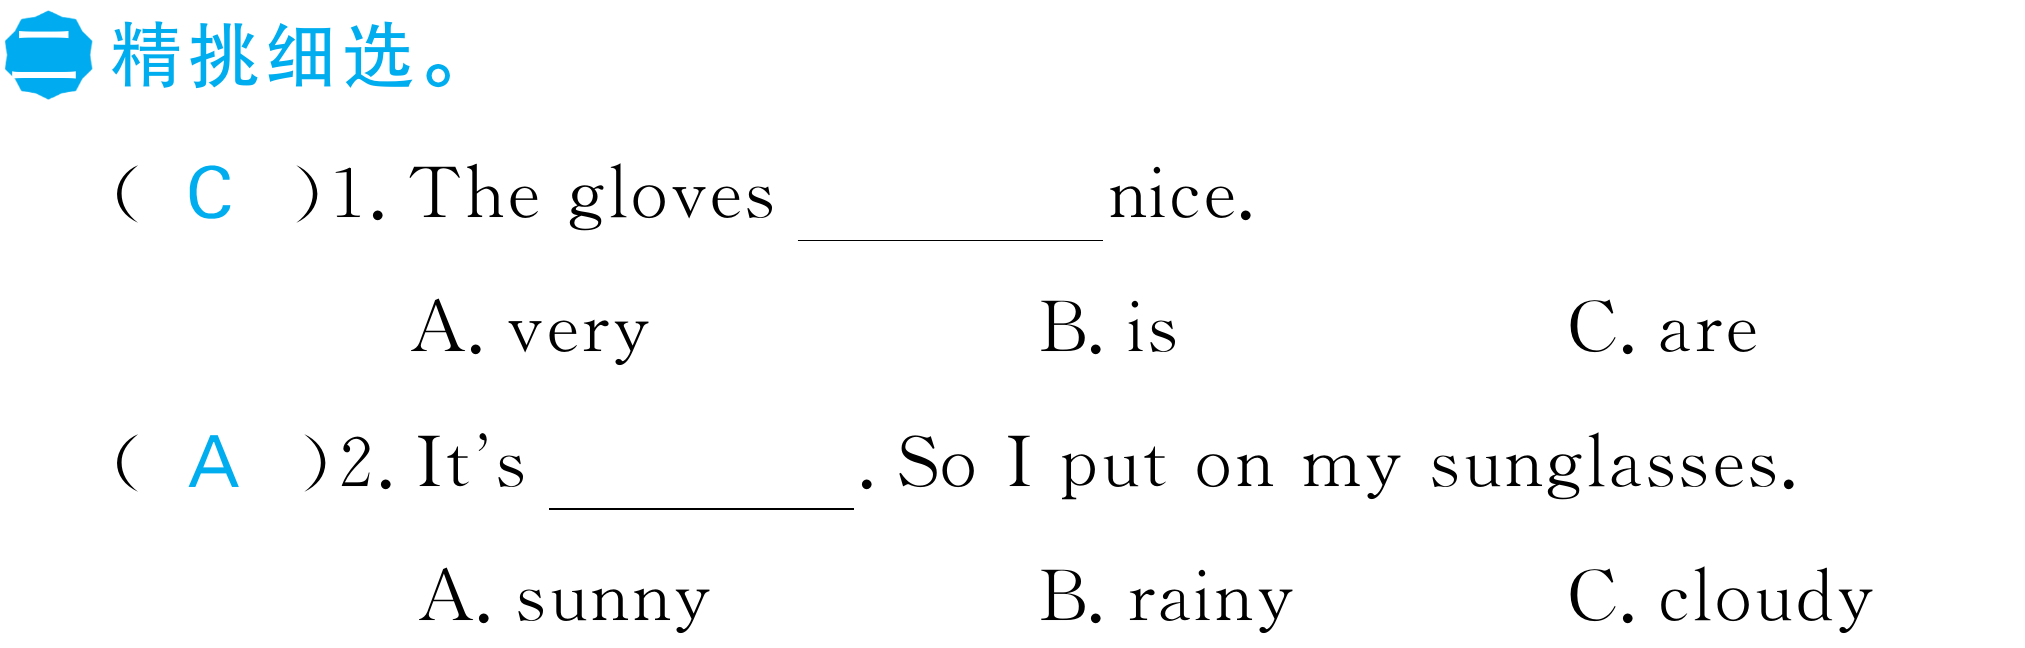 二 精挑细选。
( C )1. The gloves ________ nice.
A. very B. is C. are
( A )2. It’s ________. So I put on my sunglasses.
A. sunny B. rainy C. cloudy